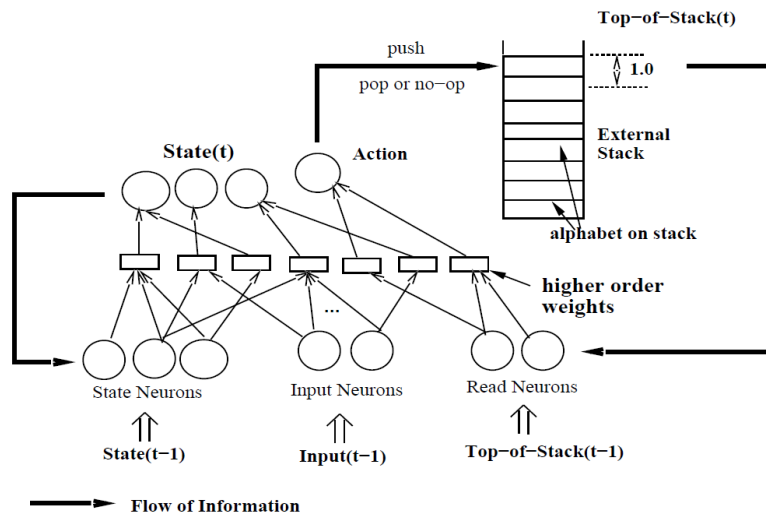 Top−of−Stack(t)
push
pop or no−op
1.0
External
Stack
State(t)
Action
alphabet on stack
higher order
weights
...
State Neurons
Input Neurons
Read Neurons
State(t−1)
Input(t−1)
Top−of−Stack(t−1)
Flow of Information